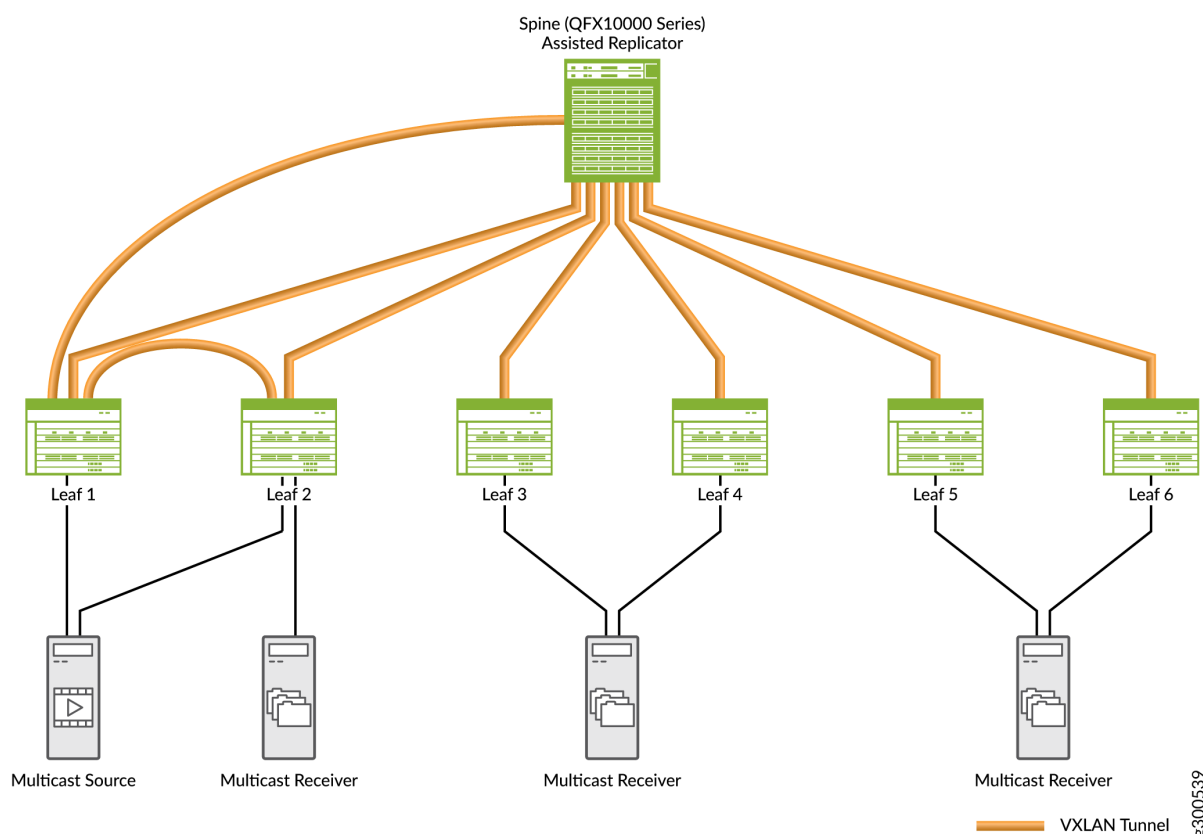 Spine (QFX10000 Series)
Assisted Replicator
Leaf 1
Leaf 2
Leaf 3
Leaf 4
Leaf 5
Leaf 6
Multicast Source
Multicast Receiver
Multicast Receiver
Multicast Receiver
VXLAN Tunnel